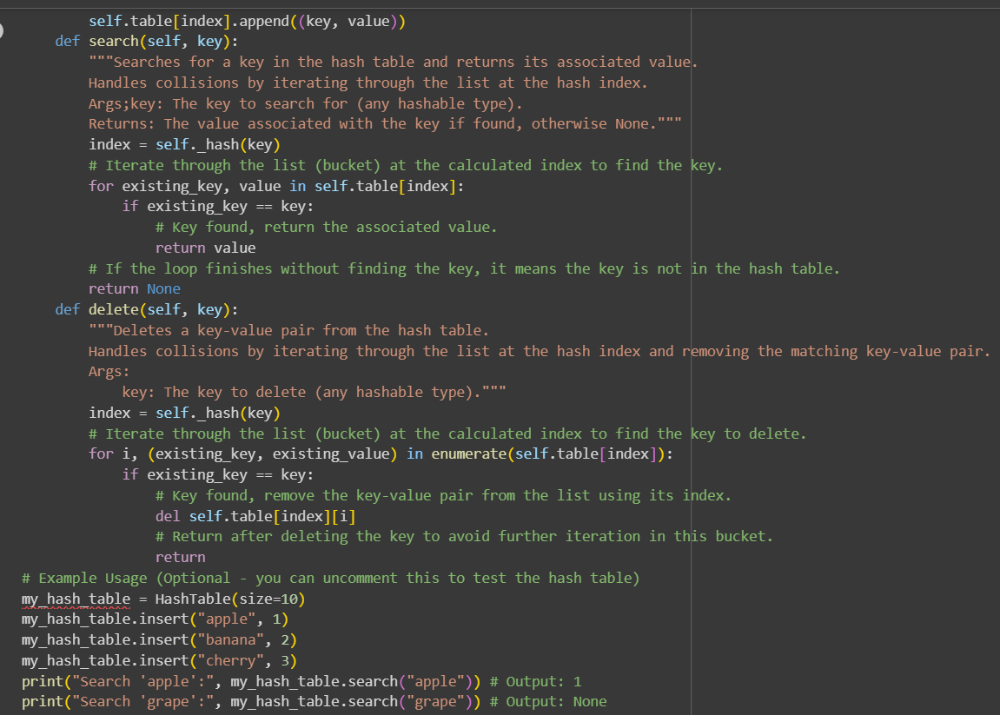 self.table[index].append((key, value))
    def search(self, key):
        """Searches for a key in the hash table and returns its associated value.
        Handles collisions by iterating through the list at the hash index.
        Args;key: The key to search for (any hashable type).
        Returns: The value associated with the key if found, otherwise None."""
        index = self._hash(key)
        # Iterate through the list (bucket) at the calculated index to find the key.
        for existing_key, value in self.table[index]:
            if existing_key == key:
                # Key found, return the associated value.
                return value
        # If the loop finishes without finding the key, it means the key is not in the hash table.
        return None
    def delete(self, key):
        """Deletes a key-value pair from the hash table.
        Handles collisions by iterating through the list at the hash index and removing the matching key-value pair.
        Args:
            key: The key to delete (any hashable type)."""
        index = self._hash(key)
        # Iterate through the list (bucket) at the calculated index to find the key to delete.
        for i, (existing_key, existing_value) in enumerate(self.table[index]):
            if existing_key == key:
                # Key found, remove the key-value pair from the list using its index.
                del self.table[index][i]
                # Return after deleting the key to avoid further iteration in this bucket.
                return
# Example Usage (Optional - you can uncomment this to test the hash table)
my_hash_table = HashTable(size=10)
my_hash_table.insert("apple", 1)
my_hash_table.insert("banana", 2)
my_hash_table.insert("cherry", 3)
print("Search 'apple':", my_hash_table.search("apple")) # Output: 1
print("Search 'grape':", my_hash_table.search("grape")) # Output: None